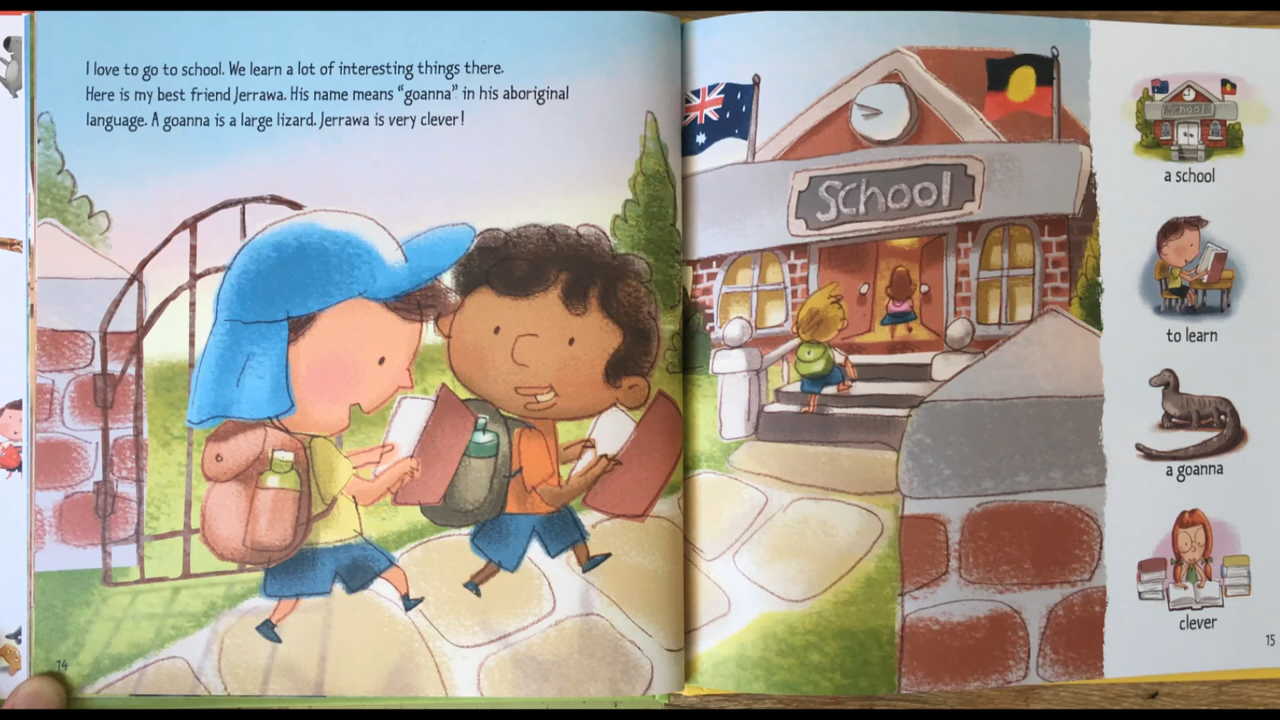 I love to go to school. We learn a lot of interesting things there.
Here is my best friend Jerrawa. His name means “goanna” in his aboriginal
language. A goanna is a large lizard. Jerrawa is very clever!
School
School
a school
to learn
a goanna
clever
14
15